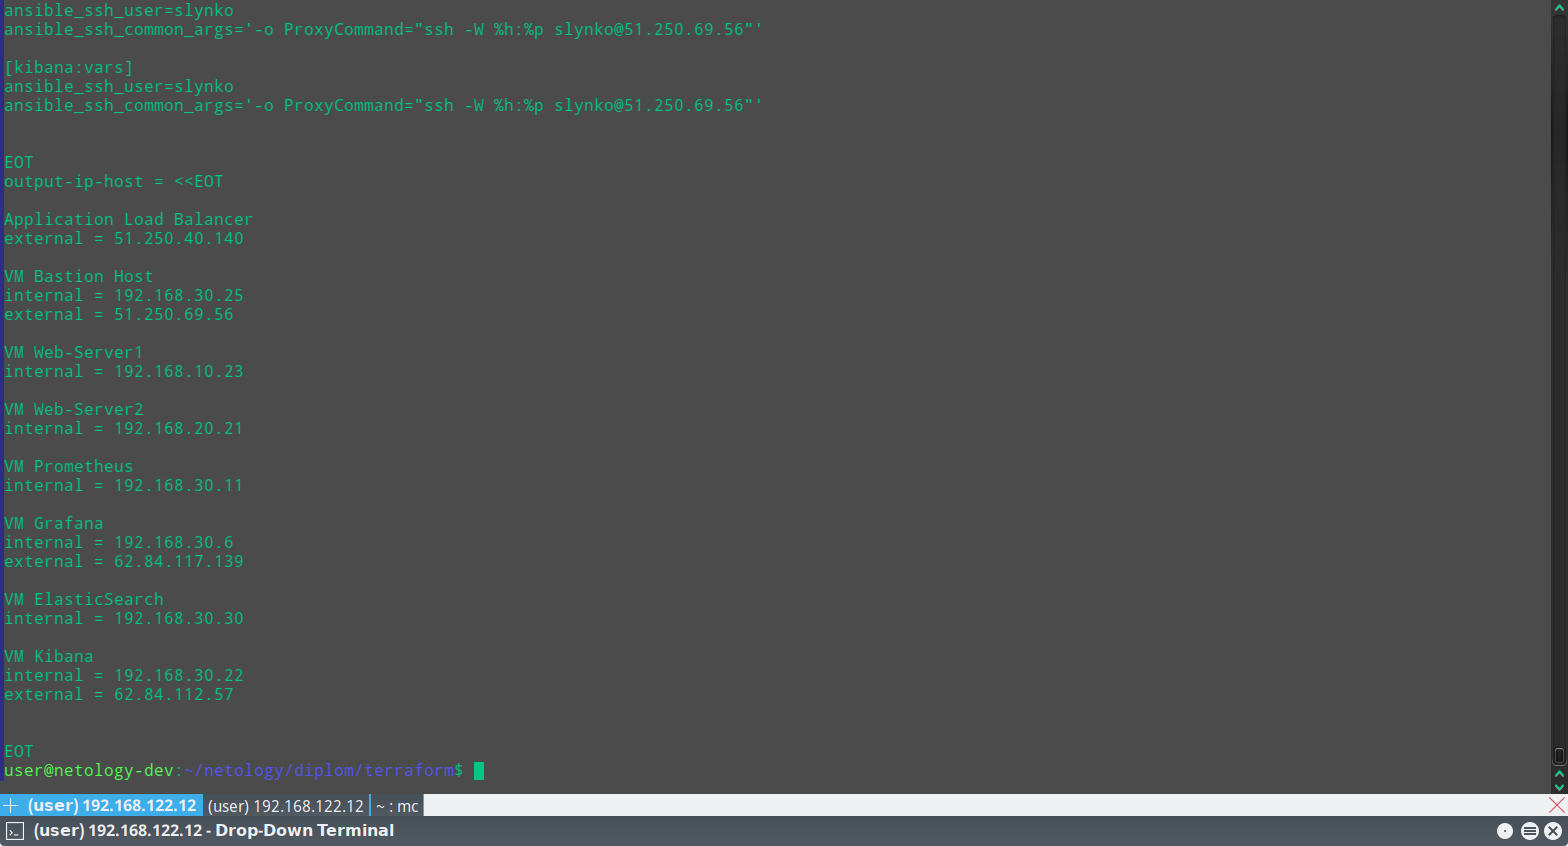 ansible_ssh_user=slynko
ansible_ssh_common_args='-o ProxyCommand="ssh -W %h:%p slynko@51.250.69.56"'
[kibana:vars]
ansible_ssh_user=slynko
ansible_ssh_common_args='-o ProxyCommand="ssh -W %h:%p slynko@51.250.69.56"'
EOT
output-ip-host = <<EOT
Application Load Balancer
external = 51.250.40.140
VM Bastion Host
internal = 192.168.30.25
external = 51.250.69.56
VM Web-Server1
internal = 192.168.10.23
VM Web-Server2
internal = 192.168.20.21
VM Prometheus
internal = 192.168.30.11
VM Grafana
internal = 192.168.30.6
external = 62.84.117.139
VM ElasticSearch
internal = 192.168.30.30
VM Kibana
internal = 192.168.30.22
external = 62.84.112.57
EOT
user@netology-dev:~/netology/diplom/terraform$
(user) 192.168.122.12 (user) 192.168.122.12 ~ : mc
(user) 192.168.122.12 - Drop-Down Terminal